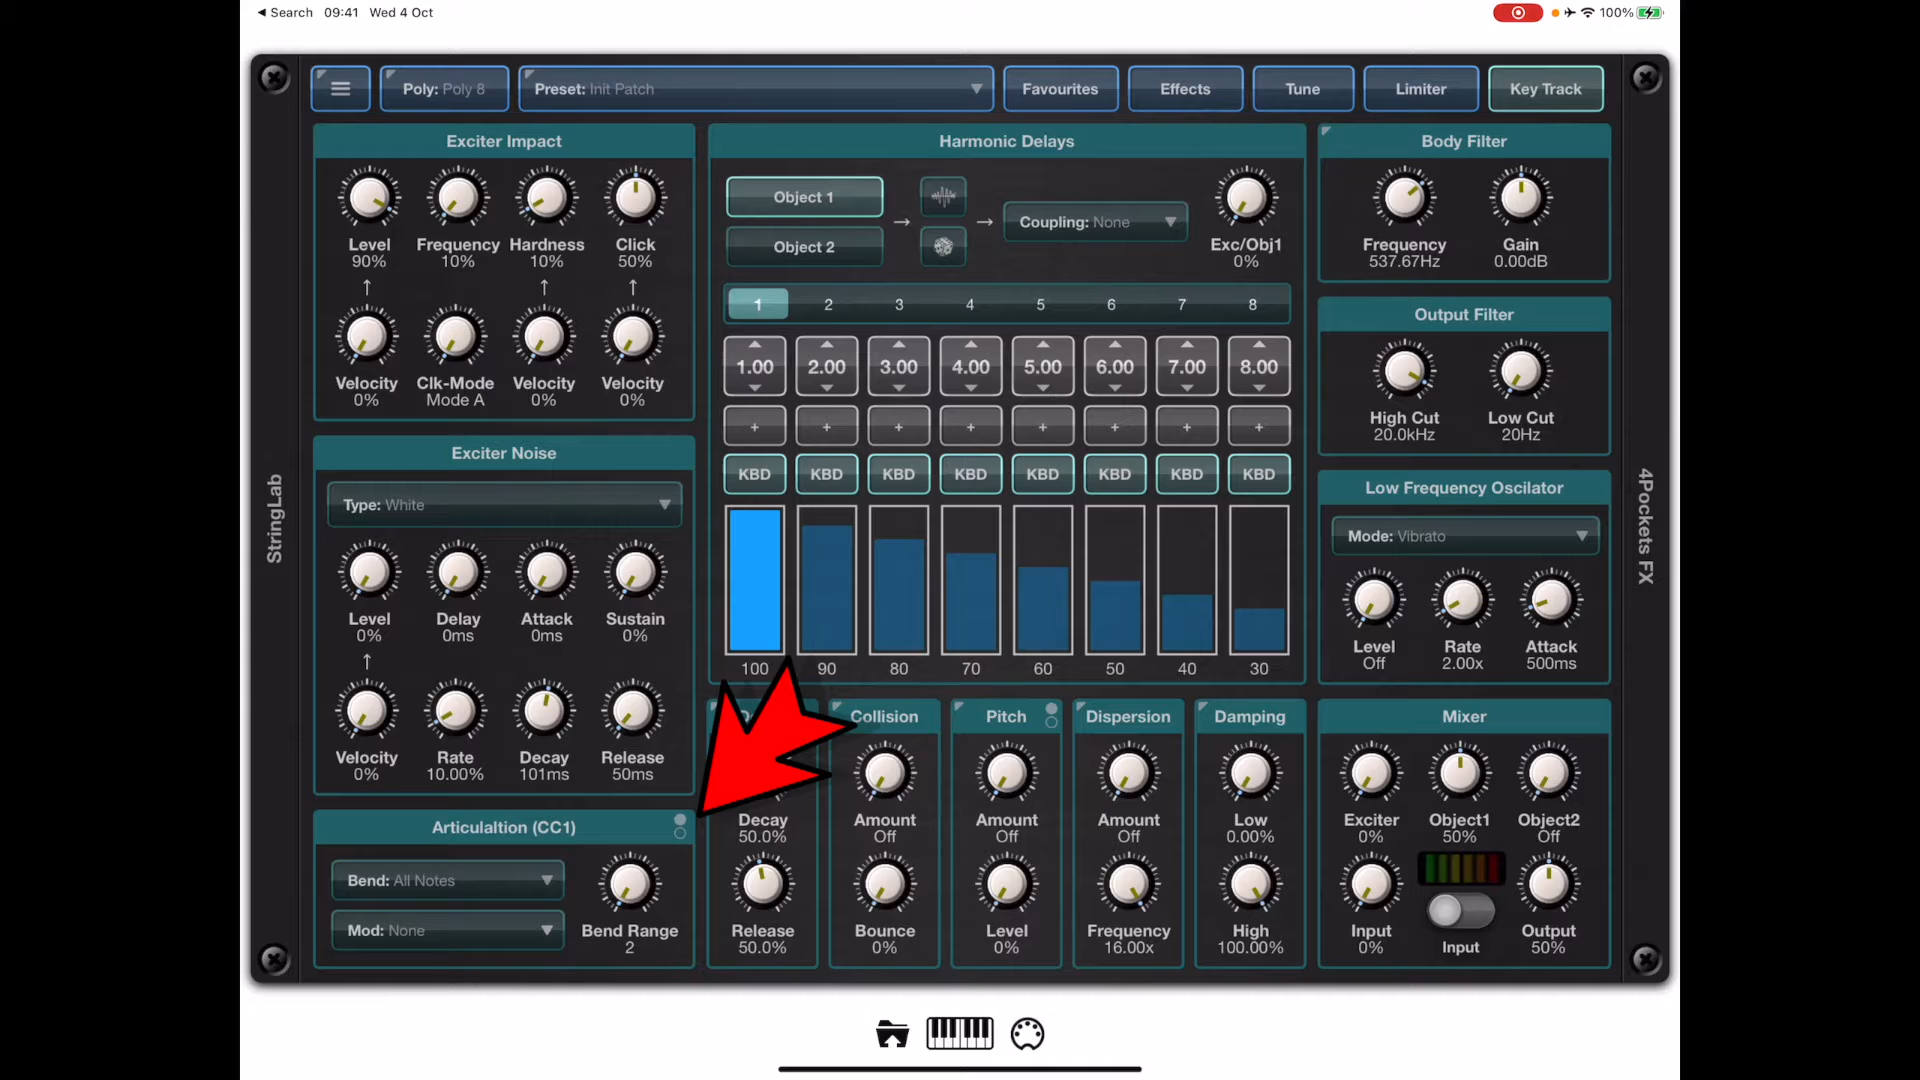 Search 09:41 Wed 4 Oct
100%
Poly: Poly 8
Preset: Init Patch
Favourites
Effects
Tune
Limiter
Key Track
StringLab
Exciter Impact
Level Frequency Hardness Click
90% 10% 10% 50%
Velocity Clk-Mode Velocity Velocity
0% Mode A 0% 0%
Exciter Noise
Type: White
Level Delay Attack Sustain
0% 0ms 0ms 0%
Velocity Rate Decay Release
0% 10.00% 101ms 50ms
Articulaltion (CC1)
Bend: All Notes
Mod: None
Bend Range
2
Harmonic Delays
Object 1
Object 2
Coupling: None
Exc/Obj1
0%
1 2 3 4 5 6 7 8
1.00 2.00 3.00 4.00 5.00 6.00 7.00 8.00
+ + + + + + + +
KBD KBD KBD KBD KBD KBD KBD KBD
100 90 80 70 60 50 40 30
Decay
50.0%
Release
50.0%
Collision
Amount
Off
Bounce
0%
Pitch
Amount
Off
Level
0%
Dispersion
Amount
Off
Frequency
16.00x
Damping
Low
0.00%
High
100.00%
Body Filter
Frequency Gain
537.67Hz 0.00dB
Output Filter
High Cut Low Cut
20.0kHz 20Hz
Low Frequency Oscilator
Mode: Vibrato
Level Rate Attack
Off 2.00x 500ms
Mixer
Exciter Object1 Object2
0% 50% Off
Input Output
0% Input 50%
4Pockets FX